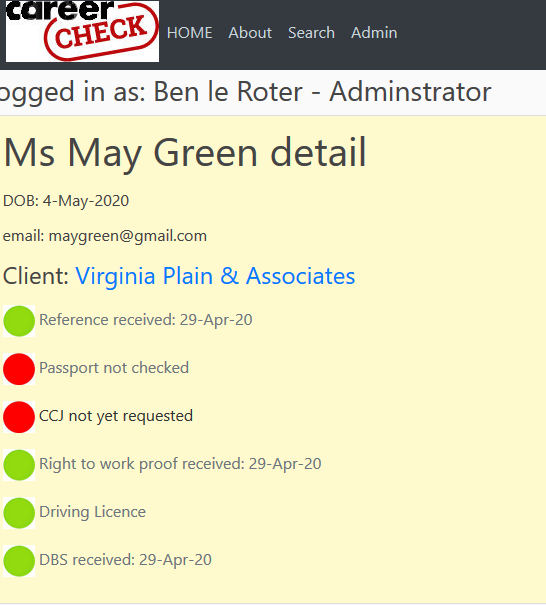 career
CHECK
HOME About Search Admin
ogged in as: Ben le Roter - Adminstrator
Ms May Green detail
DOB: 4-May-2020
email: maygreen@gmail.com
Client: Virginia Plain & Associates
Reference received: 29-Apr-20
Passport not checked
CCJ not yet requested
Right to work proof received: 29-Apr-20
Driving Licence
DBS received: 29-Apr-20